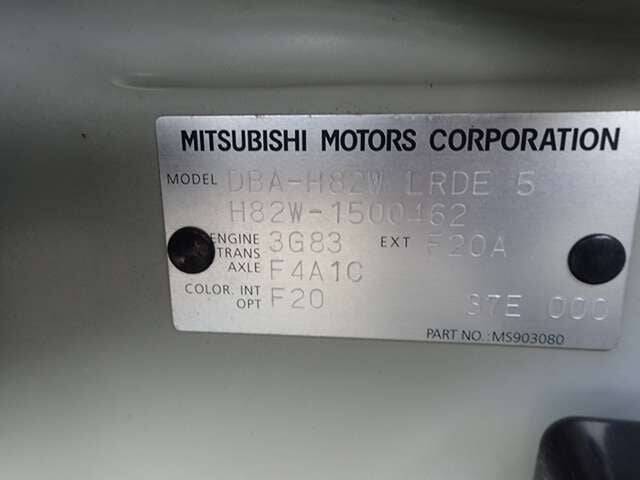 MITSUBISHI MOTORS CORPORATION
MODEL DBA-H82W LRDE 5
H82W-1500462
ENGINE 3G83 EXT F20A
TRANS
AXLE F4A1C
COLOR. INT F20
OPT 97E 000
PART NO.:MS903080